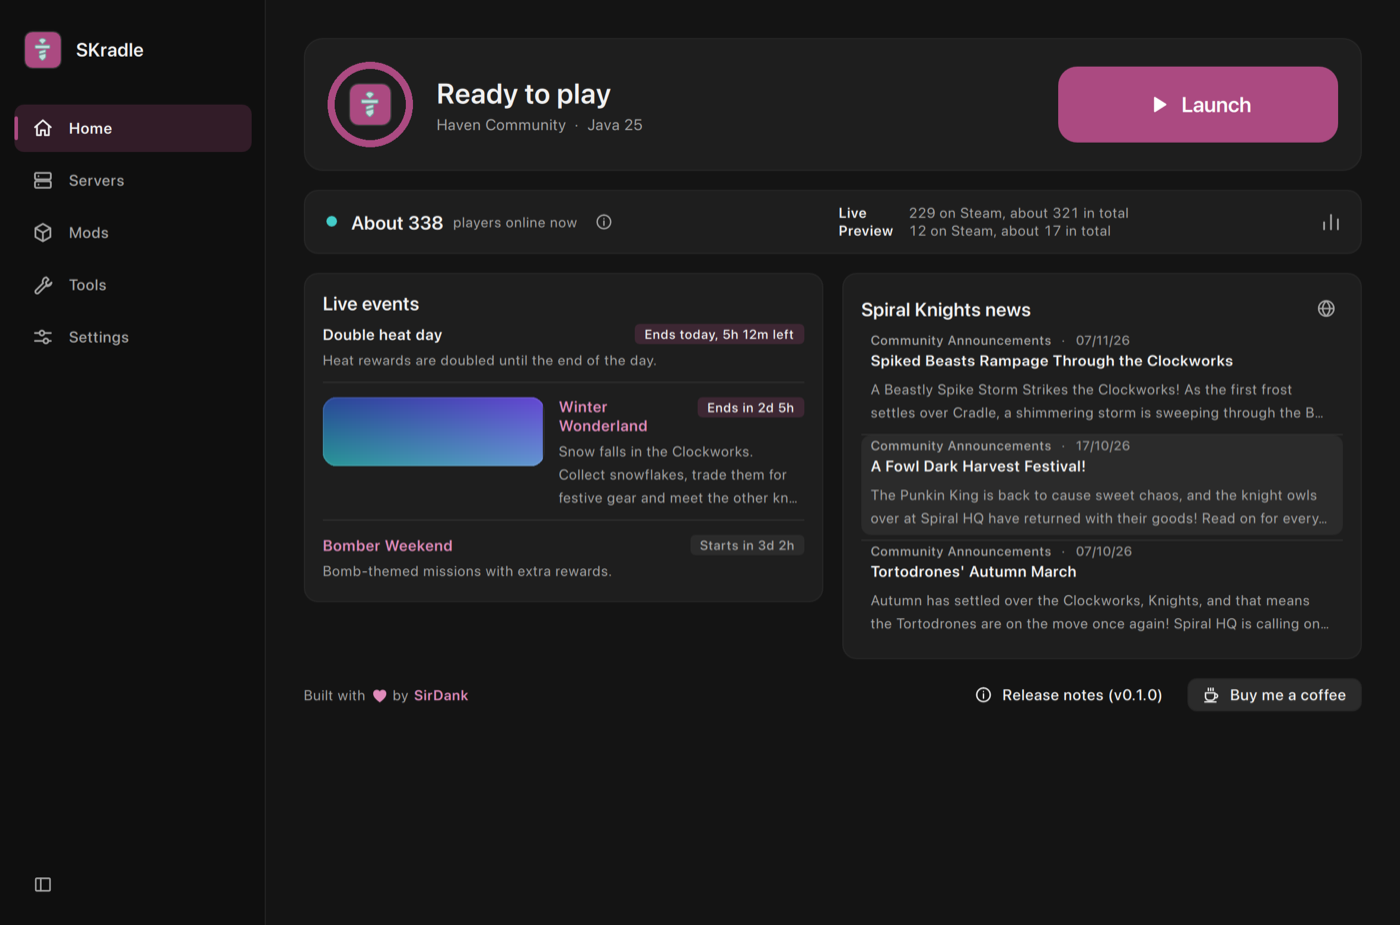 SKradle
Home
Servers
Mods
Tools
Settings
Ready to play
Haven Community · Java 25
Launch
About 338 players online now
Live 229 on Steam, about 321 in total
Preview 12 on Steam, about 17 in total
Live events
Double heat day
Ends today, 5h 12m left
Heat rewards are doubled until the end of the day.
Winter
Wonderland
Ends in 2d 5h
Snow falls in the Clockworks.
Collect snowflakes, trade them for
festive gear and meet the other kn…
Bomber Weekend
Starts in 3d 2h
Bomb-themed missions with extra rewards.
Spiral Knights news
Community Announcements · 07/11/26
Spiked Beasts Rampage Through the Clockworks
A Beastly Spike Storm Strikes the Clockworks! As the first frost
settles over Cradle, a shimmering storm is sweeping through the B…
Community Announcements · 17/10/26
A Fowl Dark Harvest Festival!
The Punkin King is back to cause sweet chaos, and the knight owls
over at Spiral HQ have returned with their goods! Read on for every…
Community Announcements · 07/10/26
Tortodrones' Autumn March
Autumn has settled over the Clockworks, Knights, and that means
the Tortodrones are on the move once again! Spiral HQ is calling on…
Built with by SirDank
Release notes (v0.1.0)
Buy me a coffee